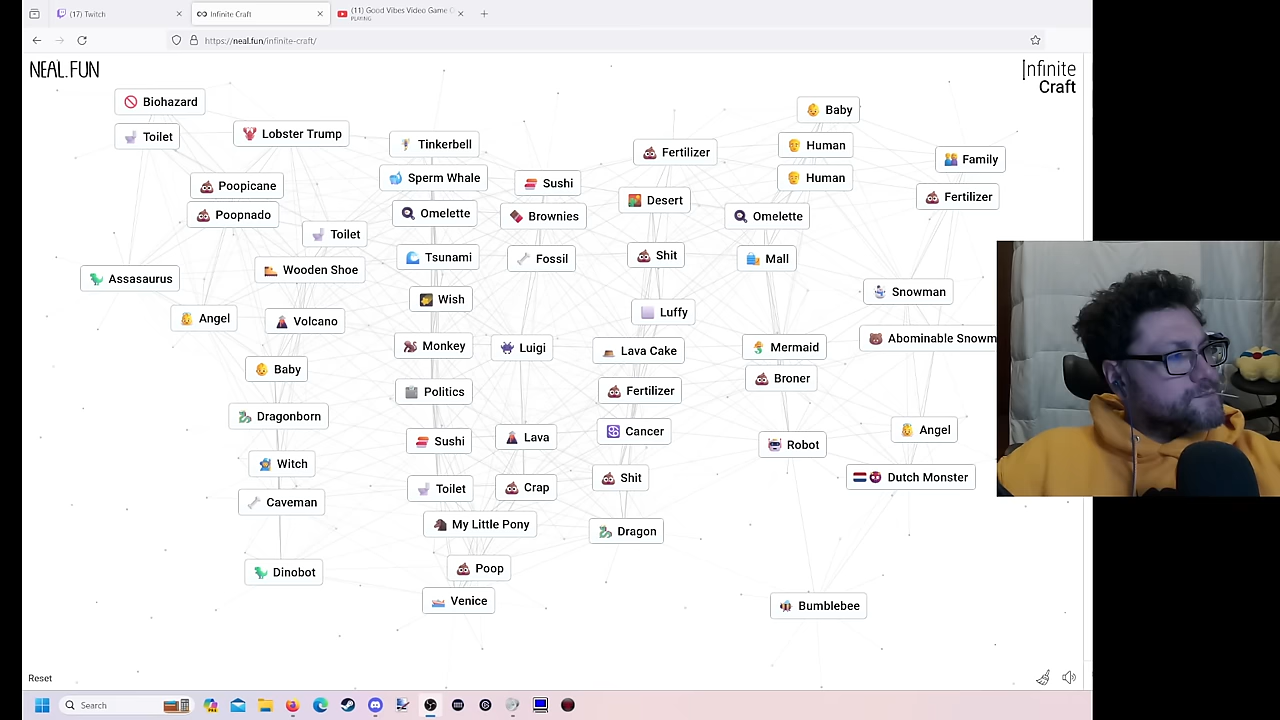 (17) Twitch
Infinite Craft
(11) Good Vibes Video Game
PLAYING
https://neal.fun/infinite-craft/
NEAL.FUN
Infinite
Craft
Biohazard
Toilet
Lobster Trump
Poopicane
Poopnado
Toilet
Wooden Shoe
Assasaurus
Angel
Volcano
Baby
Dragonborn
Witch
Caveman
Dinobot
Tinkerbell
Sperm Whale
Omelette
Tsunami
Wish
Monkey
Politics
Sushi
Toilet
My Little Pony
Poop
Venice
Sushi
Brownies
Fossil
Luigi
Lava
Crap
Fertilizer
Desert
Shit
Luffy
Lava Cake
Fertilizer
Cancer
Shit
Dragon
Baby
Human
Human
Omelette
Mall
Mermaid
Broner
Robot
Bumblebee
Family
Fertilizer
Snowman
Abominable Snowm
Angel
Dutch Monster
Reset
Search